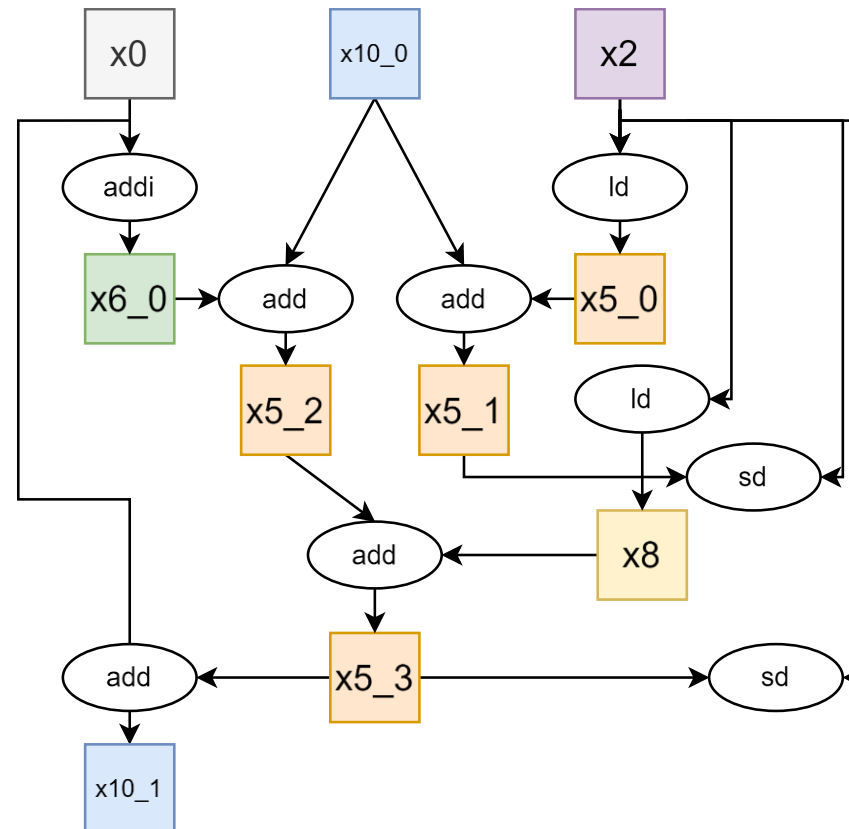 x0
x10_0
x2
addi
ld
x6_0
add
add
x5_0
x5_2
x5_1
ld
sd
add
x8
add
x5_3
sd
x10_1